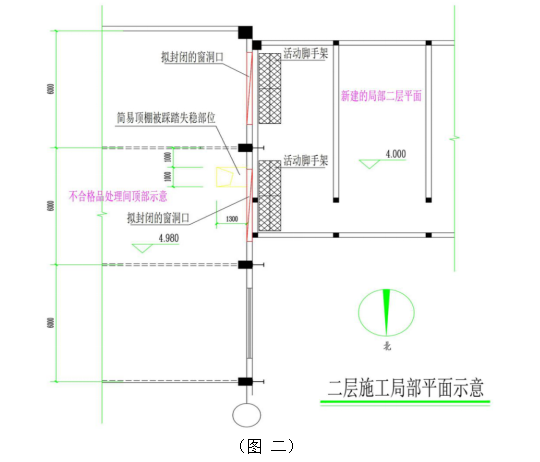 拟封闭的窗洞口
活动脚手架
新建的局部二层平面
6000
简易顶棚被踩踏失稳部位
活动脚手架
4.000
1000
1000
不合格品处理间顶部示意
6000
拟封闭的窗洞口
1300
4.980
6000
北
二层施工局部平面示意
(图 二)